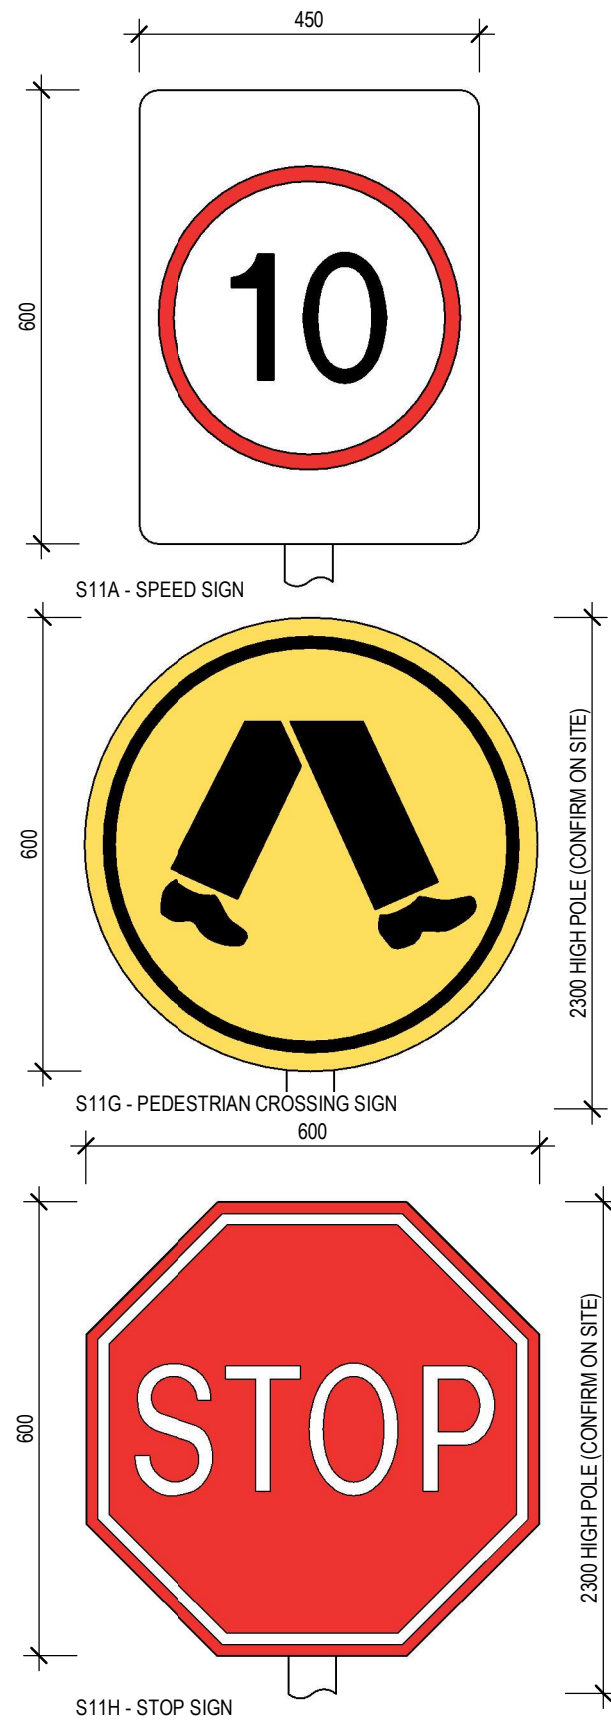 450
600
10
S11A - SPEED SIGN
600
2300 HIGH POLE (CONFIRM ON SITE)
S11G - PEDESTRIAN CROSSING SIGN
600
600
STOP
2300 HIGH POLE (CONFIRM ON SITE)
S11H - STOP SIGN